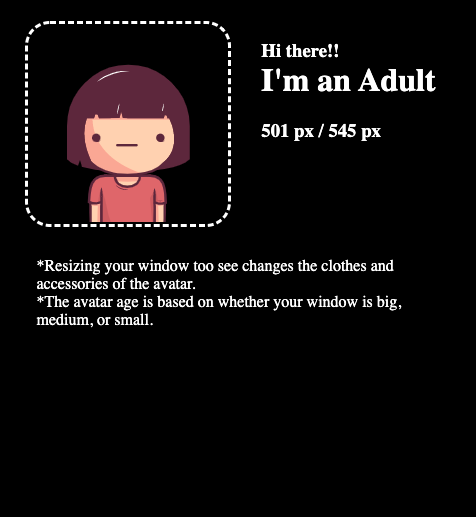 Hi there!!
I'm an Adult
501 px / 545 px
*Resizing your window too see changes the clothes and
accessories of the avatar.
*The avatar age is based on whether your window is big,
medium, or small.